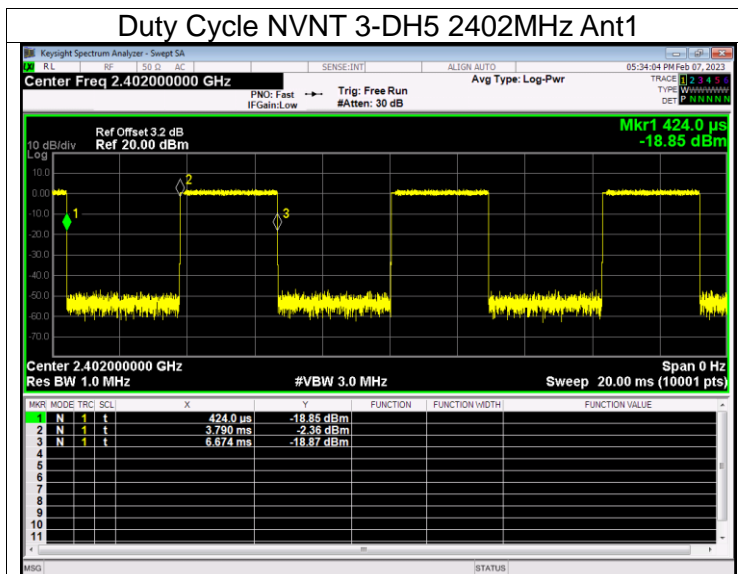 Duty Cycle NVNT 3-DH5 2402MHz Ant1
Keysight Spectrum Analyzer - Swept SA
LXI RL RF 50 Ω AC SENSE:INT ALIGN AUTO 05:34:04 PM Feb 07, 2023
Center Freq 2.402000000 GHz
PNO: Fast
IFGain:Low
Trig: Free Run
#Atten: 30 dB
Avg Type: Log-Pwr
TRACE 1 2 3 4 5 6
TYPE WWWWWW
DET P N N N N N
Mkr1 424.0 µs
-18.85 dBm
Ref Offset 3.2 dB
10 dB/div Ref 20.00 dBm
Log
10.0
0.00
-10.0
-20.0
-30.0
-40.0
-50.0
-60.0
-70.0
1
2
3
Center 2.402000000 GHz Span 0 Hz
Res BW 1.0 MHz #VBW 3.0 MHz Sweep 20.00 ms (10001 pts)
MKR MODE TRC SCL X Y FUNCTION FUNCTION WIDTH FUNCTION VALUE
1 N 1 t 424.0 µs -18.85 dBm
2 N 1 t 3.790 ms -2.36 dBm
3 N 1 t 6.674 ms -18.87 dBm
4
5
6
7
8
9
10
11
MSG STATUS